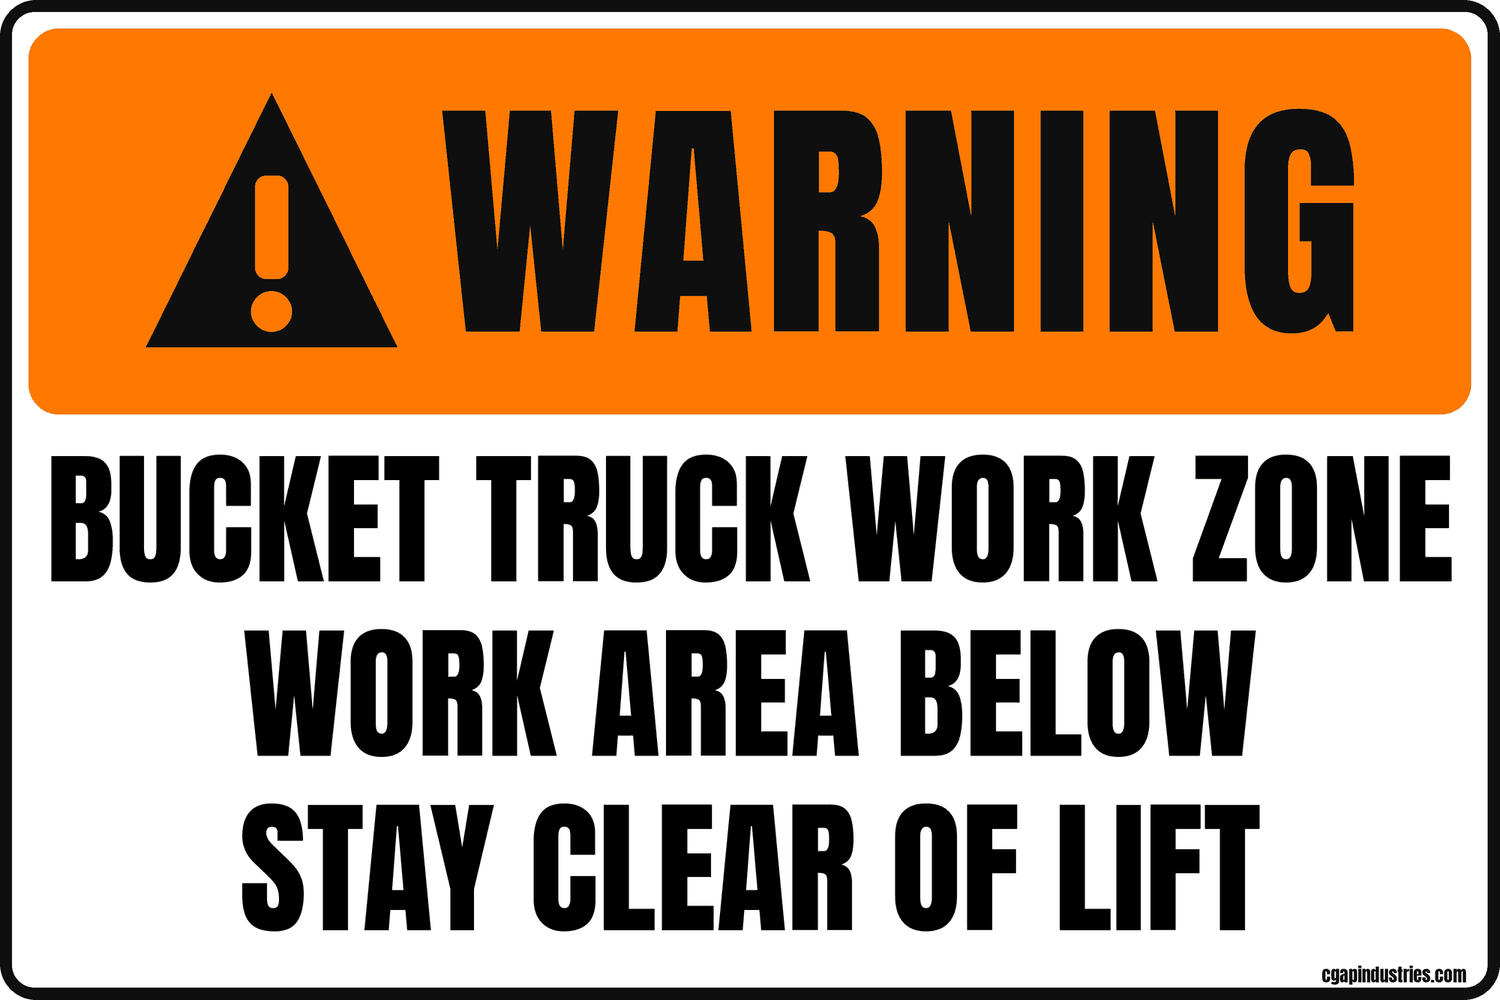 WARNING
BUCKET TRUCK WORK ZONE
WORK AREA BELOW
STAY CLEAR OF LIFT
cgapindustries.com